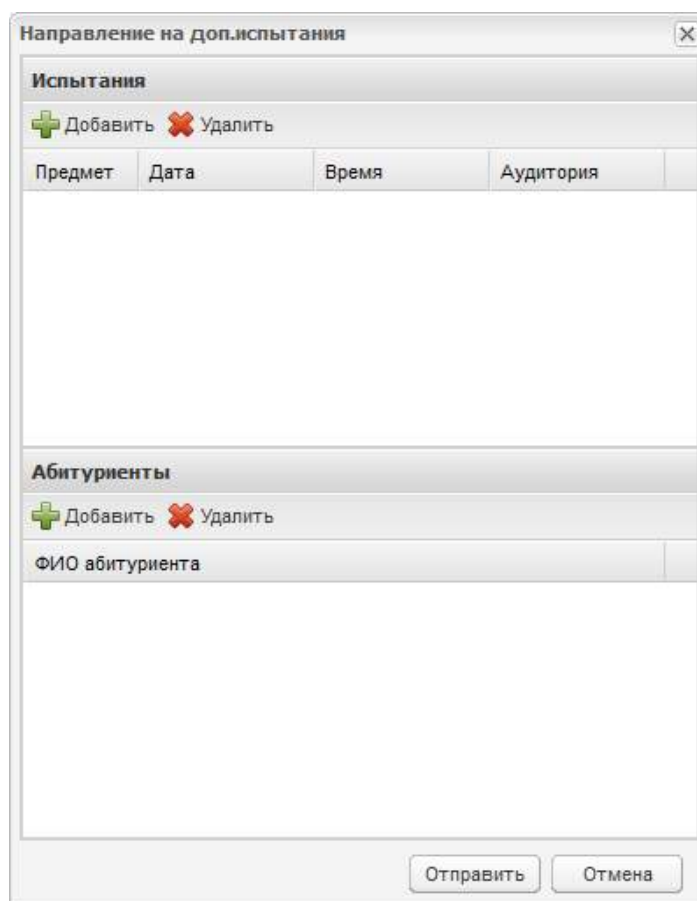 Направление на доп.испытания
Испытания
Добавить Удалить
Предмет Дата Время Аудитория
Абитуриенты
Добавить Удалить
ФИО абитуриента
Отправить Отмена